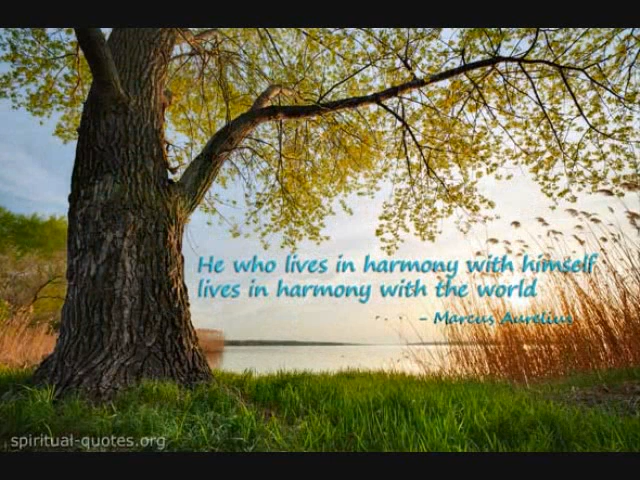 He who lives in harmony with himself
lives in harmony with the world
- Marcus Aurelius
spiritual-quotes.org